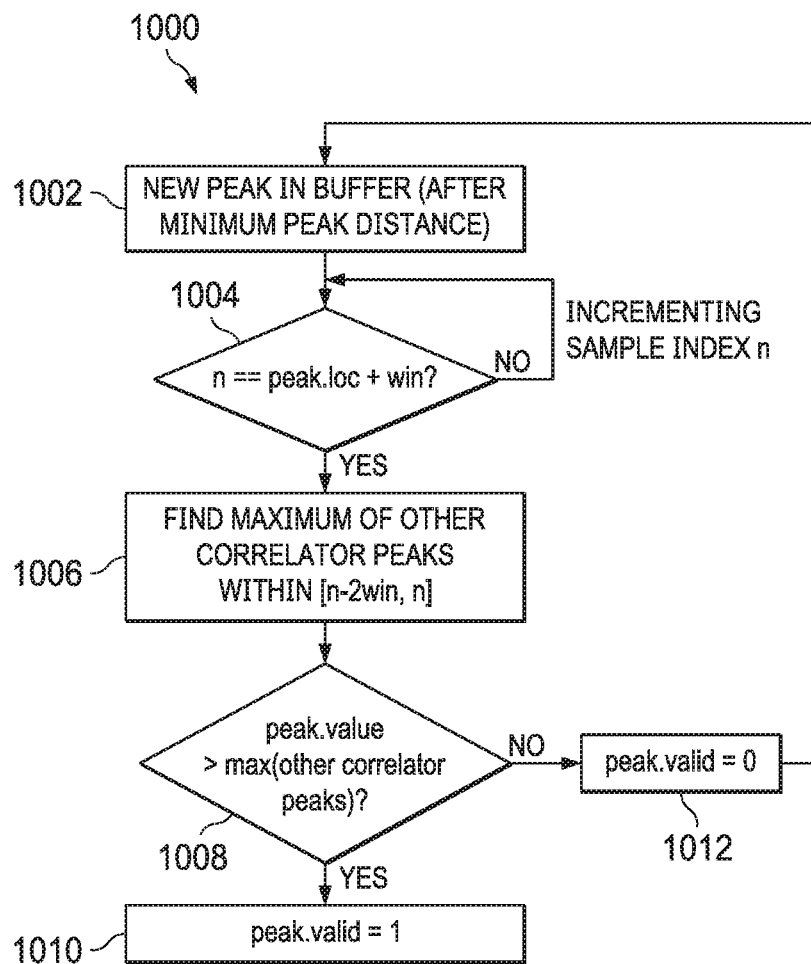 1000
1002
NEW PEAK IN BUFFER (AFTER
MINIMUM PEAK DISTANCE)
1004
n == peak.loc + win?
NO
INCREMENTING
SAMPLE INDEX n
YES
1006
FIND MAXIMUM OF OTHER
CORRELATOR PEAKS
WITHIN [n-2win, n]
peak.value
> max(other correlator
peaks)?
NO
peak.valid = 0
1008
1012
YES
1010
peak.valid = 1